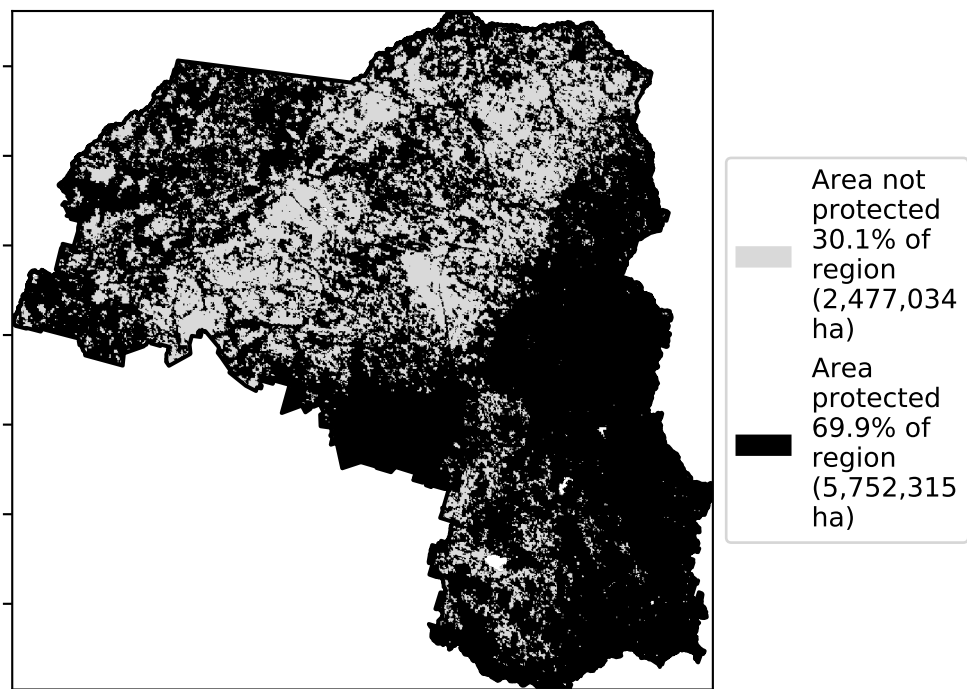 Area not
protected
30.1% of
region
(2,477,034
ha)
Area
protected
69.9% of
region
(5,752,315
ha)